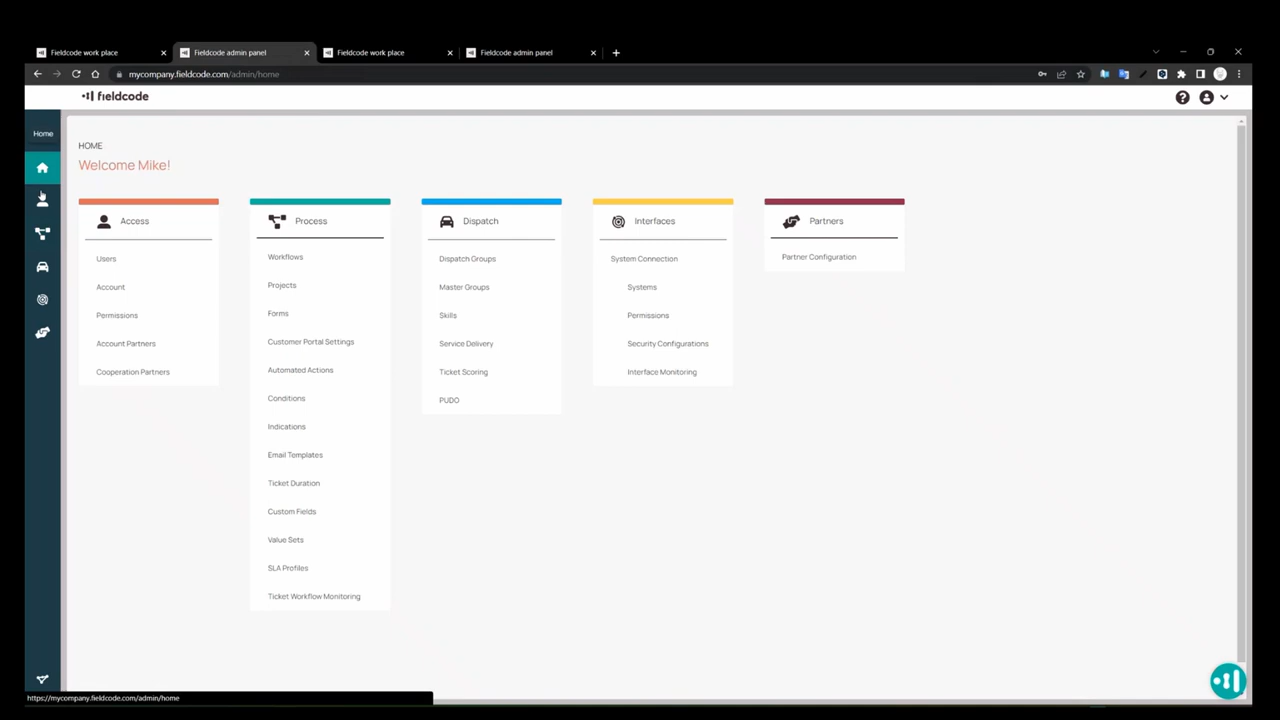 Fieldcode work place
Fieldcode admin panel
Fieldcode work place
Fieldcode admin panel
mycompany.fieldcode.com/admin/home
fieldcode
Home
HOME
Welcome Mike!
Access
Users
Account
Permissions
Account Partners
Cooperation Partners
Process
Workflows
Projects
Forms
Customer Portal Settings
Automated Actions
Conditions
Indications
Email Templates
Ticket Duration
Custom Fields
Value Sets
SLA Profiles
Ticket Workflow Monitoring
Dispatch
Dispatch Groups
Master Groups
Skills
Service Delivery
Ticket Scoring
PUDO
Interfaces
System Connection
Systems
Permissions
Security Configurations
Interface Monitoring
Partners
Partner Configuration
https://mycompany.fieldcode.com/admin/home